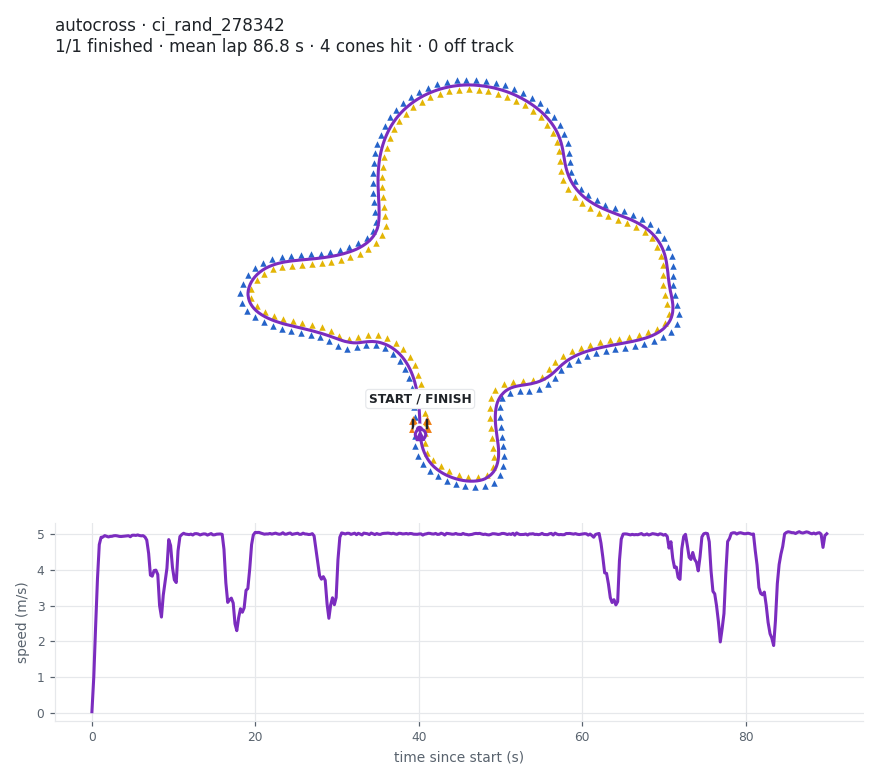 autocross · ci_rand_278342
1/1 finished · mean lap 86.8 s · 4 cones hit · 0 off track
START / FINISH
speed (m/s)
5
4
3
2
1
0
0 20 40 60 80
time since start (s)